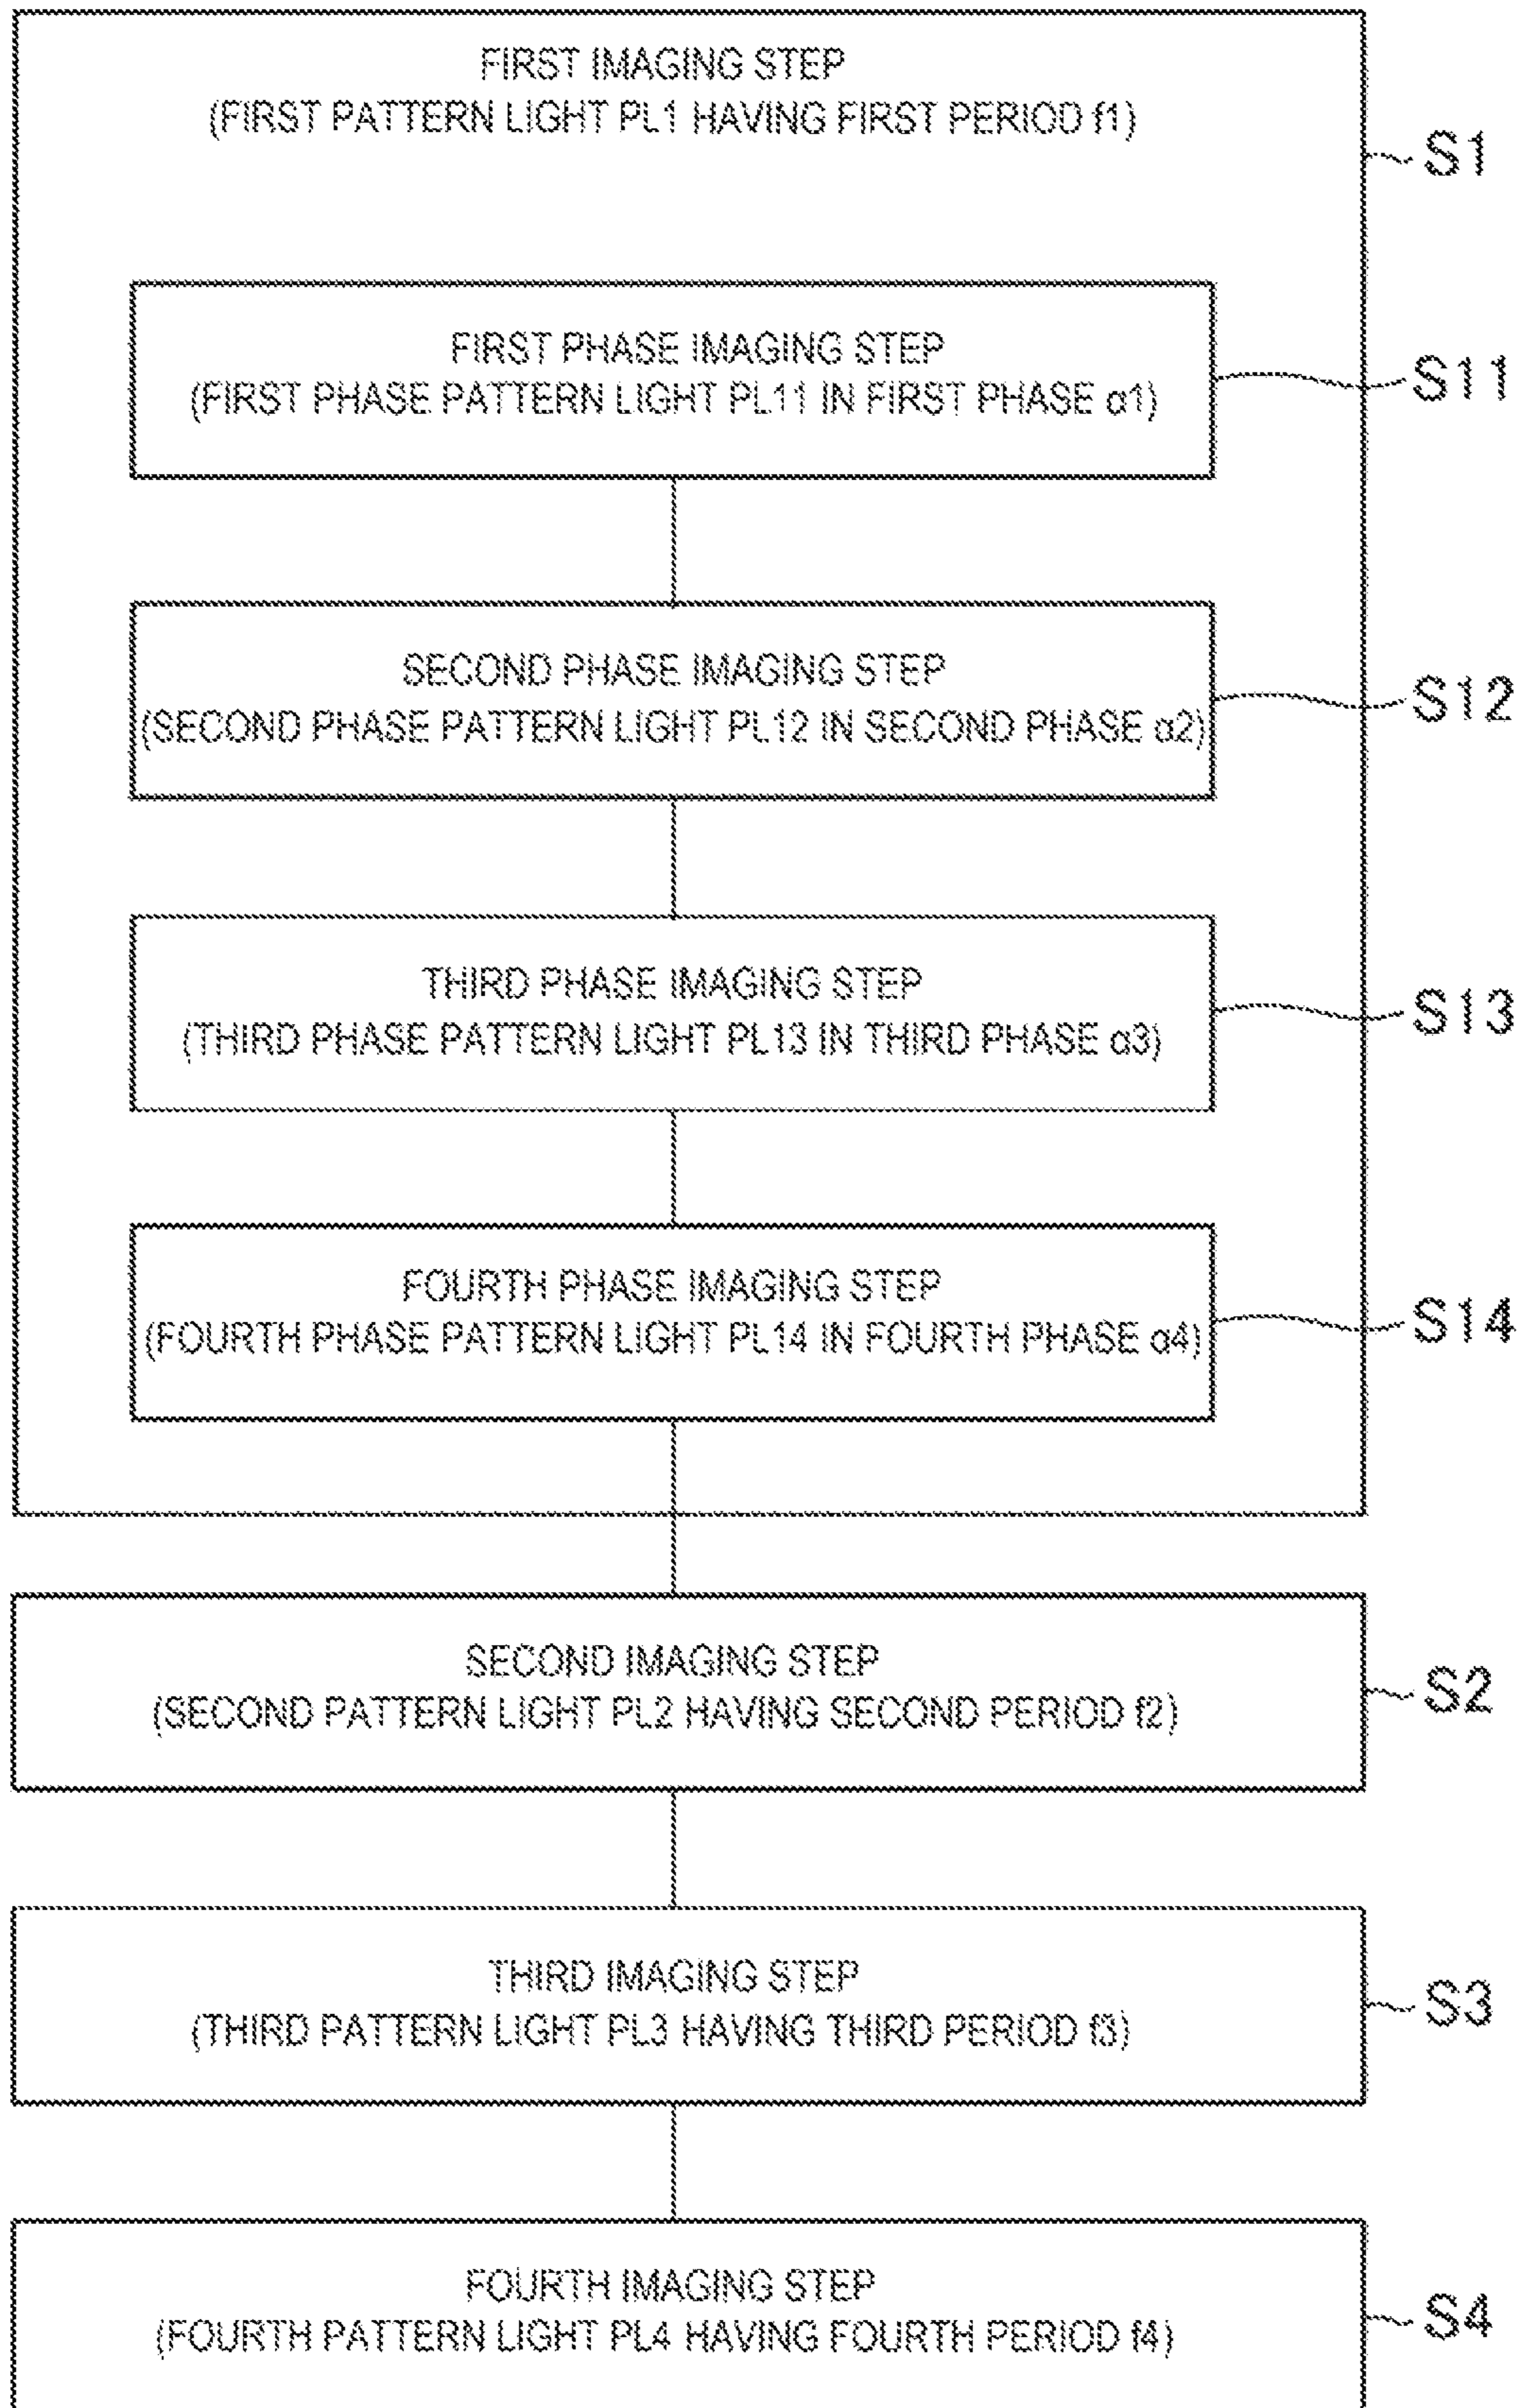 FIRST IMAGING STEP
(FIRST PATTERN LIGHT PL1 HAVING FIRST PERIOD f1)
S1
FIRST PHASE IMAGING STEP
(FIRST PHASE PATTERN LIGHT PL11 IN FIRST PHASE α1)
S11
SECOND PHASE IMAGING STEP
(SECOND PHASE PATTERN LIGHT PL12 IN SECOND PHASE α2)
S12
THIRD PHASE IMAGING STEP
(THIRD PHASE PATTERN LIGHT PL13 IN THIRD PHASE α3)
S13
FOURTH PHASE IMAGING STEP
(FOURTH PHASE PATTERN LIGHT PL14 IN FOURTH PHASE α4)
S14
SECOND IMAGING STEP
(SECOND PATTERN LIGHT PL2 HAVING SECOND PERIOD f2)
S2
THIRD IMAGING STEP
(THIRD PATTERN LIGHT PL3 HAVING THIRD PERIOD f3)
S3
FOURTH IMAGING STEP
(FOURTH PATTERN LIGHT PL4 HAVING FOURTH PERIOD f4)
S4